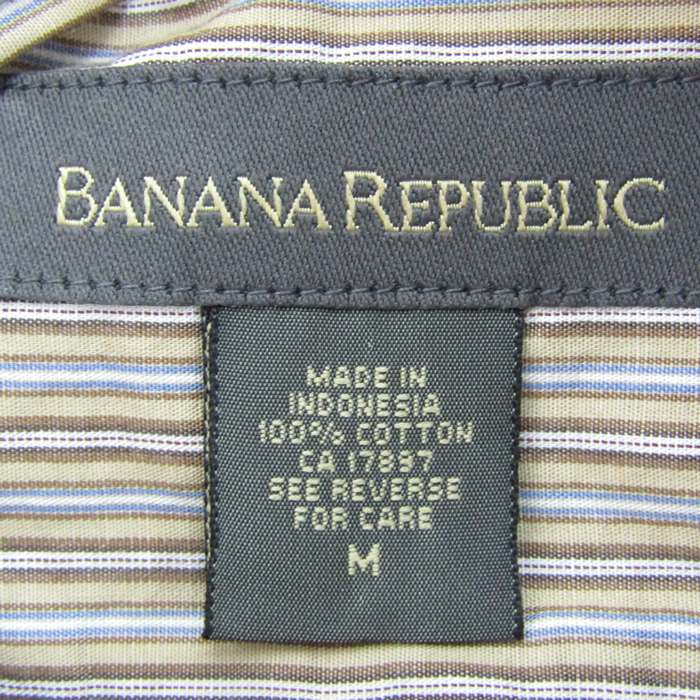 BANANA REPUBLIC
MADE IN
INDONESIA
100% COTTON
CA 17897
SEE REVERSE
FOR CARE
M